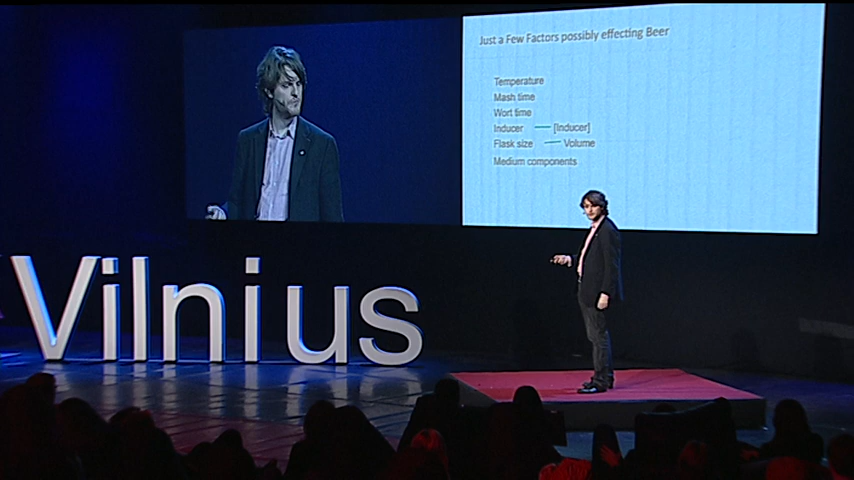 Just a Few Factors possibly effecting Beer
Temperature
Mash time
Wort time
Inducer — [Inducer]
Flask size — Volume
Medium components
Vilnius